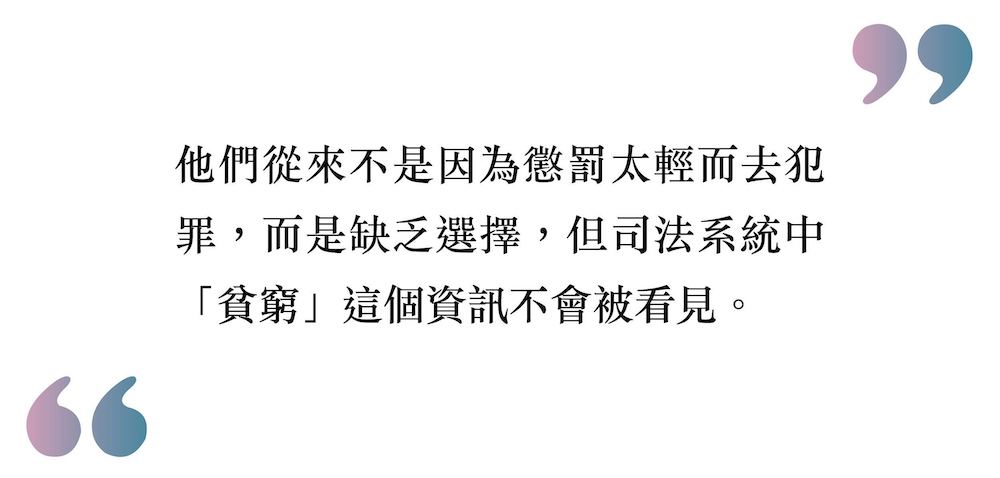 他們從來不是因為懲罰太輕而去犯
罪，而是缺乏選擇，但司法系統中
「貧窮」這個資訊不會被看見。